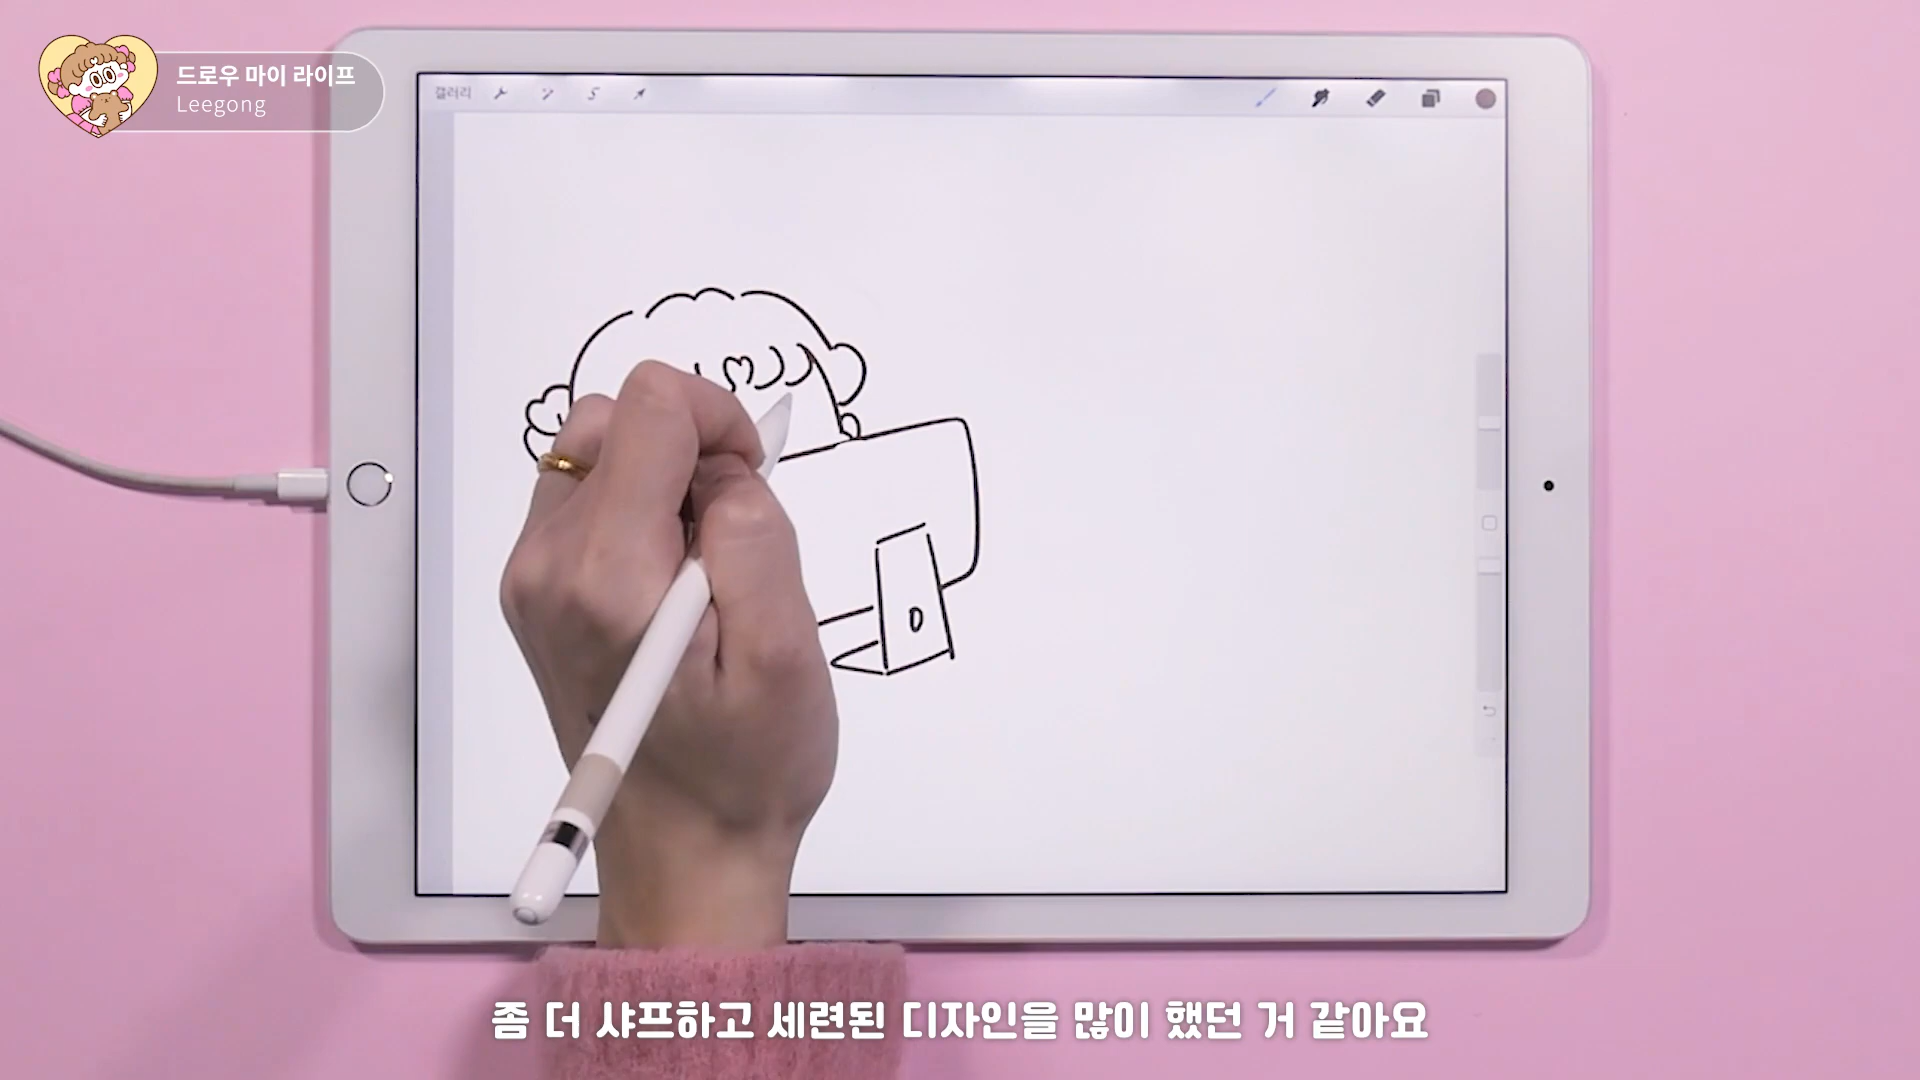 드로우 마이 라이프
Leegong
갤러리
좀 더 샤프하고 세련된 디자인을 많이 했던 거 같아요